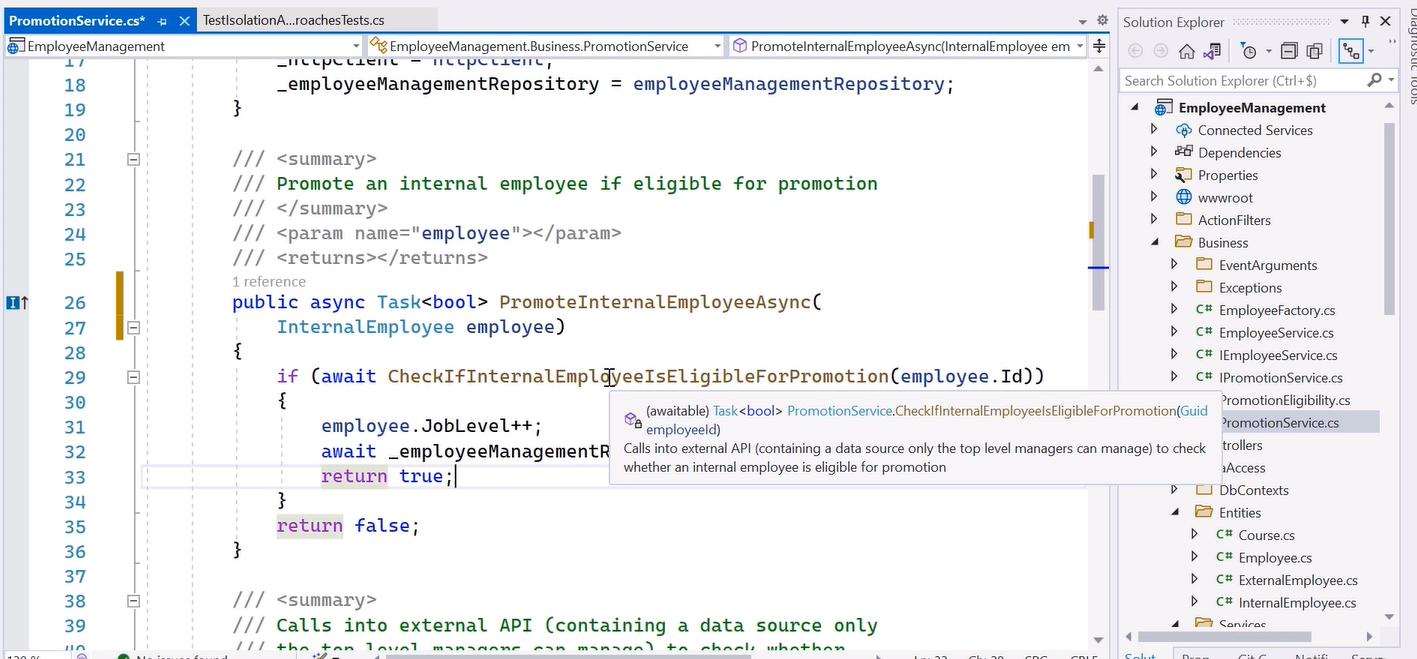 PromotionService.cs*
TestIsolationA...roachesTests.cs
EmployeeManagement
EmployeeManagement.Business.PromotionService
PromoteInternalEmployeeAsync(InternalEmployee em
17 _httpClient = httpClient;
18 _employeeManagementRepository = employeeManagementRepository;
19 }
20
21 /// <summary>
22 /// Promote an internal employee if eligible for promotion
23 /// </summary>
24 /// <param name="employee"></param>
25 /// <returns></returns>
1 reference
26 public async Task<bool> PromoteInternalEmployeeAsync(
27 InternalEmployee employee)
28 {
29 if (await CheckIfInternalEmployeeIsEligibleForPromotion(employee.Id))
30 {
31 employee.JobLevel++;
32 await _employeeManagementR
33 return true;
34 }
35 return false;
36 }
37
38 /// <summary>
39 /// Calls into external API (containing a data source only
40 /// the top level managers can manage) to check whether
(awaitable) Task<bool> PromotionService.CheckIfInternalEmployeeIsEligibleForPromotion(Guid
employeeId)
Calls into external API (containing a data source only the top level managers can manage) to check
whether an internal employee is eligible for promotion
No issues found
Solution Explorer
Search Solution Explorer (Ctrl+$)
EmployeeManagement
Connected Services
Dependencies
Properties
wwwroot
ActionFilters
Business
EventArguments
Exceptions
C# EmployeeFactory.cs
C# EmployeeService.cs
C# IEmployeeService.cs
C# IPromotionService.cs
PromotionEligibility.cs
PromotionService.cs
trollers
aAccess
DbContexts
Entities
C# Course.cs
C# Employee.cs
C# ExternalEmployee.cs
C# InternalEmployee.cs
Services
Diagnostic Tools